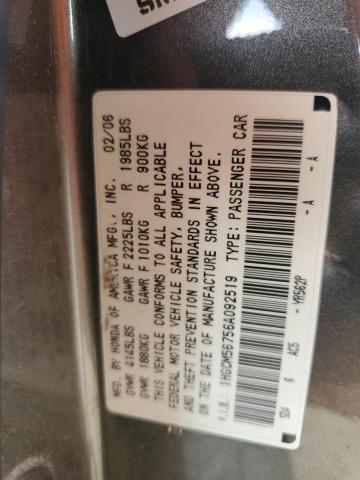 MFD. BY HONDA OF AMERICA MFG., INC. 02/06
GVWR 4145LBS GAWR F 2225LBS R 1985LBS
GVWR 1880KG GAWR F 1010KG R 900KG
THIS VEHICLE CONFORMS TO ALL APPLICABLE
FEDERAL MOTOR VEHICLE SAFETY, BUMPER,
AND THEFT PREVENTION STANDARDS IN EFFECT
ON THE DATE OF MANUFACTURE SHOWN ABOVE.
V.I.N.: 1HGCM56756A092519 TYPE: PASSENGER CAR
SDA 6 AC5 -YR562P -A -A